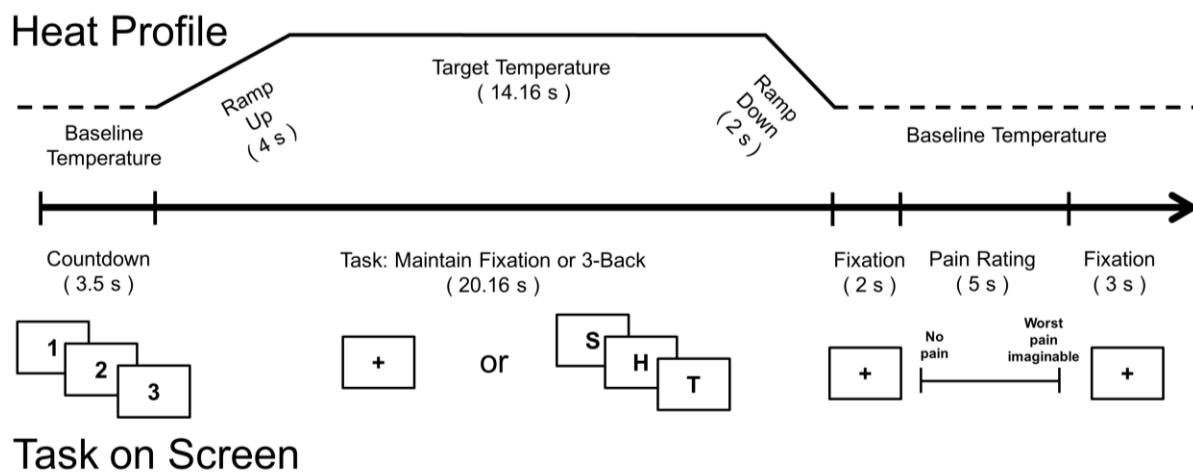 Heat Profile
Target Temperature
( 14.16 s )
Ramp
Up
( 4 s )
Ramp
Down
( 2 s )
Baseline
Temperature
Baseline Temperature
Countdown
( 3.5 s )
Task: Maintain Fixation or 3-Back
( 20.16 s )
Fixation
( 2 s )
Pain Rating
( 5 s )
Fixation
( 3 s )
1
2
3
+
or
S
H
T
+
No
pain
Worst
pain
imaginable
+
Task on Screen